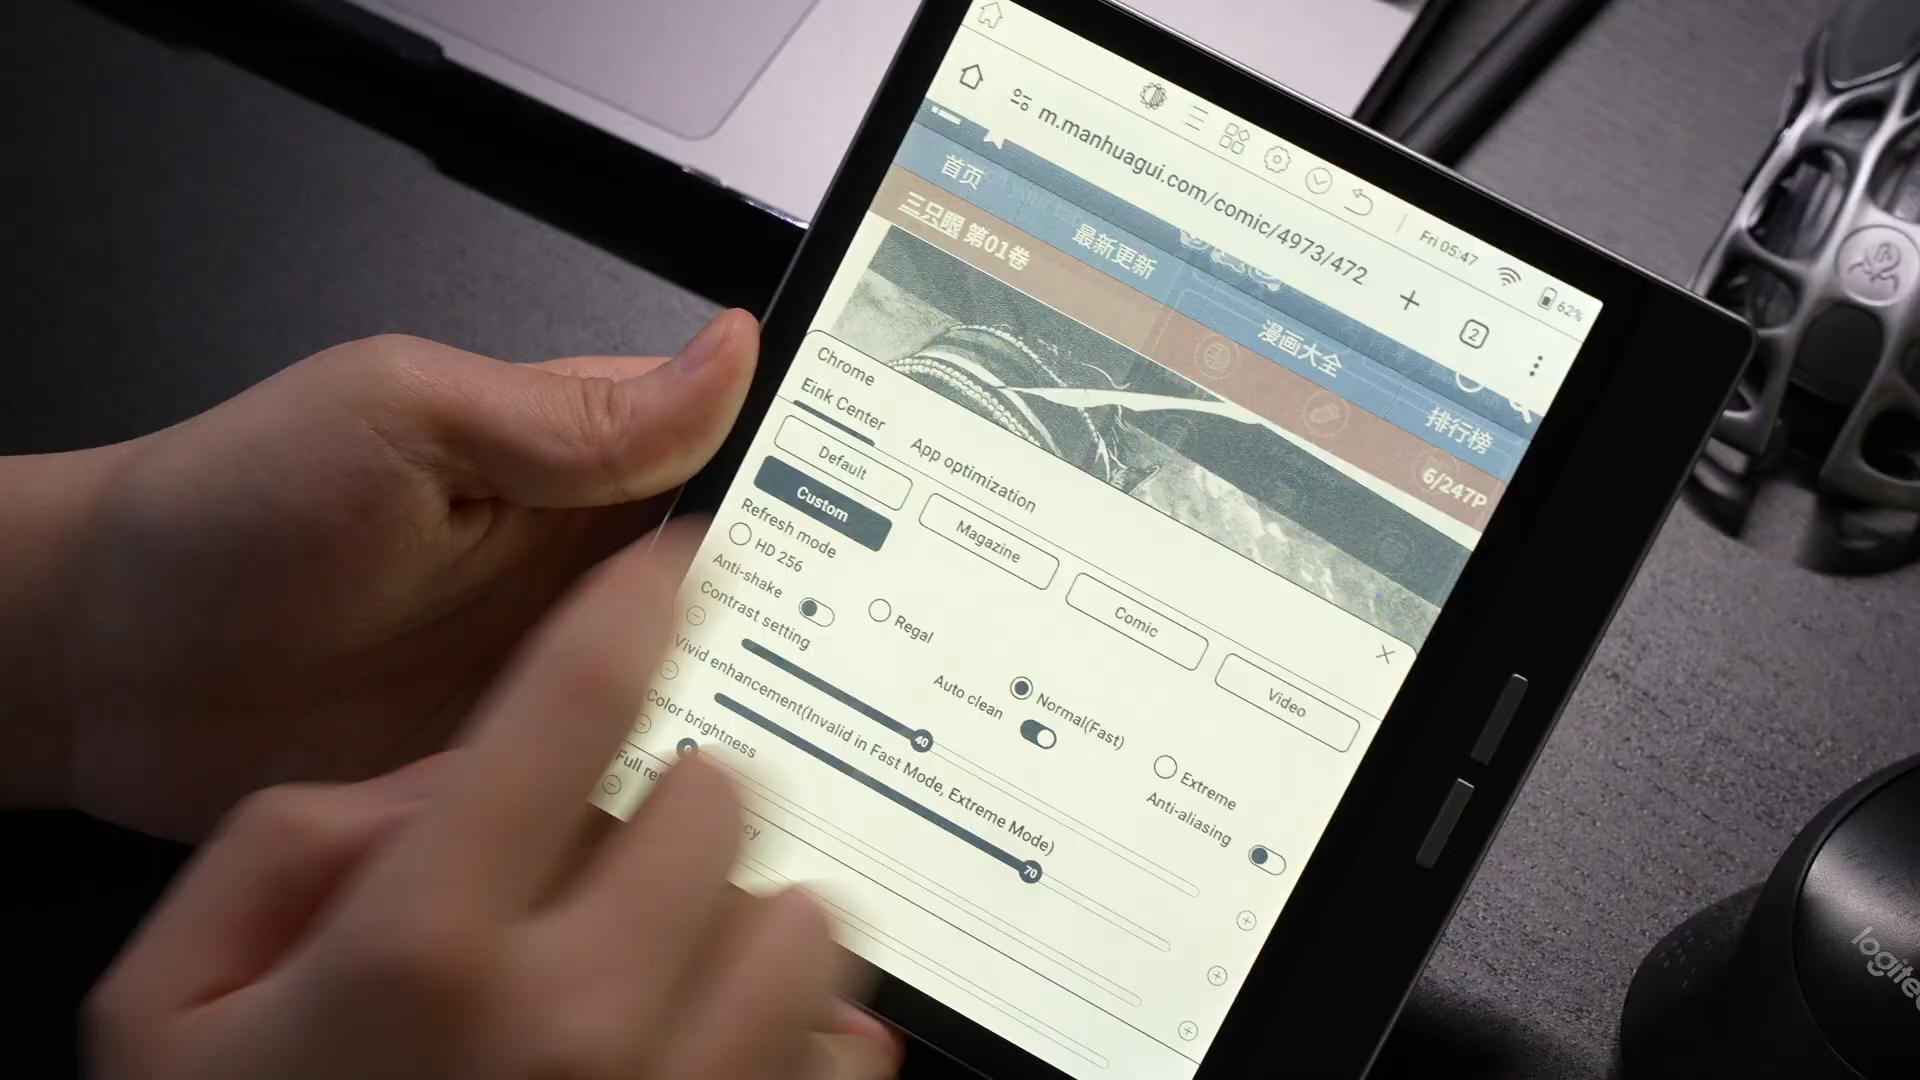 Fri 05:47
62%
m.manhuagui.com/comic/4973/472
2
首页
最新更新
漫画大全
排行榜
三只眼 第01卷
6/247P
Chrome
Eink Center
App optimization
Default
Magazine
Comic
Video
Custom
Refresh mode
HD 256
Regal
Normal(Fast)
Extreme
Anti-shake
Auto clean
Anti-aliasing
Contrast setting
40
Vivid enhancement(Invalid in Fast Mode, Extreme Mode)
70
Color brightness
0
Full